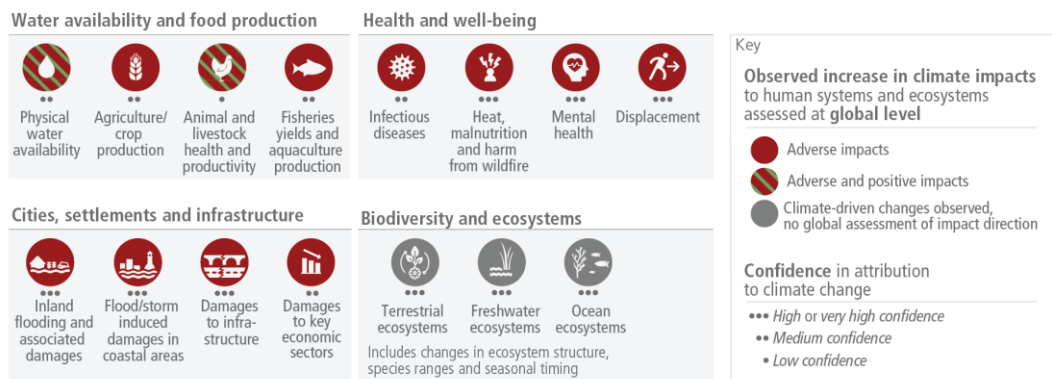 Water availability and food production
Physical
water
availability
Agriculture/
crop
production
Animal and
livestock
health and
productivity
Fisheries
yields and
aquaculture
production
Health and well-being
Infectious
diseases
Heat,
malnutrition
and harm
from wildfire
Mental
health
Displacement
Cities, settlements and infrastructure
Inland
flooding and
associated
damages
Flood/storm
induced
damages in
coastal areas
Damages
to infra-
structure
Damages
to key
economic
sectors
Biodiversity and ecosystems
Terrestrial
ecosystems
Freshwater
ecosystems
Ocean
ecosystems
Includes changes in ecosystem structure,
species ranges and seasonal timing
Key
Observed increase in climate impacts
to human systems and ecosystems
assessed at global level
Adverse impacts
Adverse and positive impacts
Climate-driven changes observed,
no global assessment of impact direction
Confidence in attribution
to climate change
••• High or very high confidence
•• Medium confidence
• Low confidence